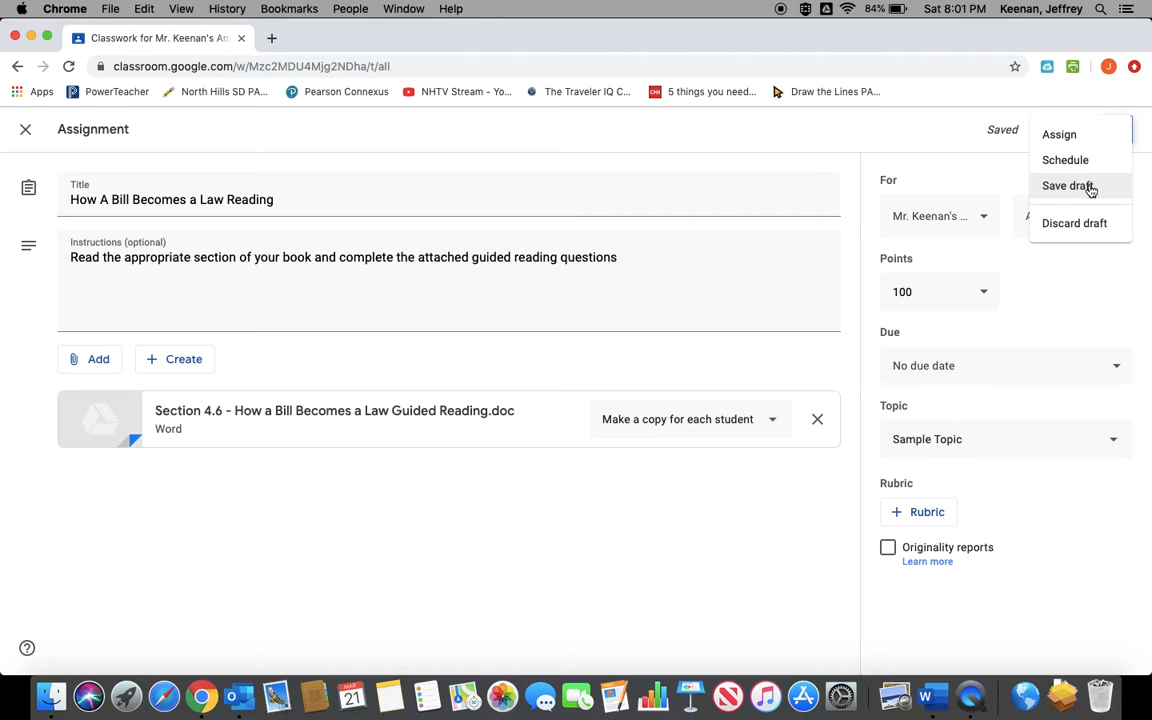 Chrome File Edit View History Bookmarks People Window Help 84% Sat 8:01 PM Keenan, Jeffrey
Classwork for Mr. Keenan's Am
classroom.google.com/w/Mzc2MDU4Mjg2NDha/t/all J
Apps PowerTeacher North Hills SD PA... Pearson Connexus NHTV Stream - Yo... The Traveler IQ C... CNN 5 things you need... Draw the Lines PA...
Assignment Saved
Assign
Schedule
Save draft
Discard draft
Title
How A Bill Becomes a Law Reading
Instructions (optional)
Read the appropriate section of your book and complete the attached guided reading questions
Add Create
Section 4.6 - How a Bill Becomes a Law Guided Reading.doc
Word
Make a copy for each student
For
Mr. Keenan's ... A
Points
100
Due
No due date
Topic
Sample Topic
Rubric
Rubric
Originality reports
Learn more
MAR
21